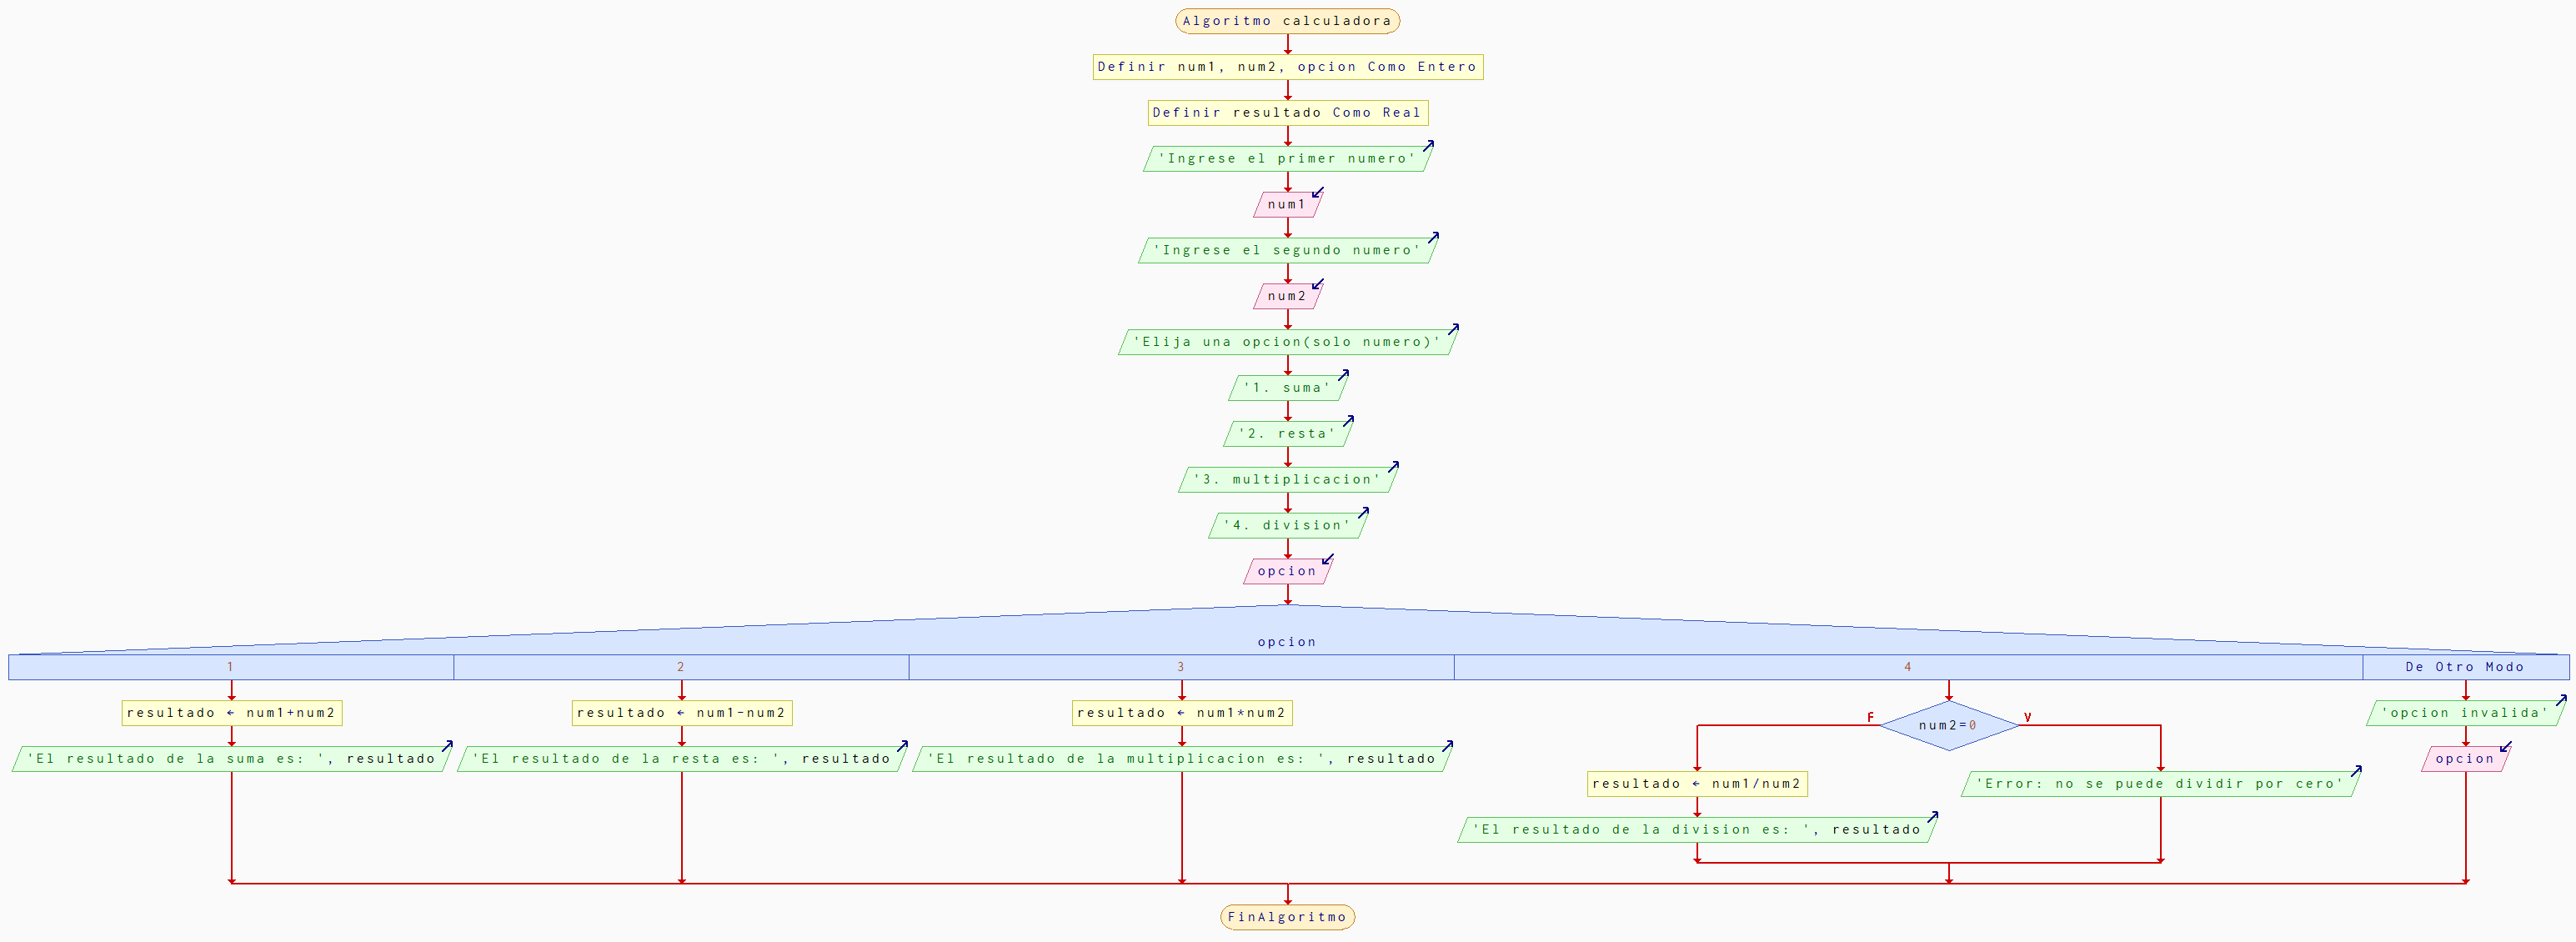 Algoritmo calculadora
Definir num1, num2, opcion Como Entero
Definir resultado Como Real
'Ingrese el primer numero'
num1
'Ingrese el segundo numero'
num2
'Elija una opcion(solo numero)'
'1. suma'
'2. resta'
'3. multiplicacion'
'4. division'
opcion
opcion
1
2
3
4
De Otro Modo
resultado ← num1+num2
'El resultado de la suma es: ', resultado
resultado ← num1-num2
'El resultado de la resta es: ', resultado
resultado ← num1*num2
'El resultado de la multiplicacion es: ', resultado
F
num2=0
V
resultado ← num1/num2
'El resultado de la division es: ', resultado
'Error: no se puede dividir por cero'
'opcion invalida'
opcion
FinAlgoritmo